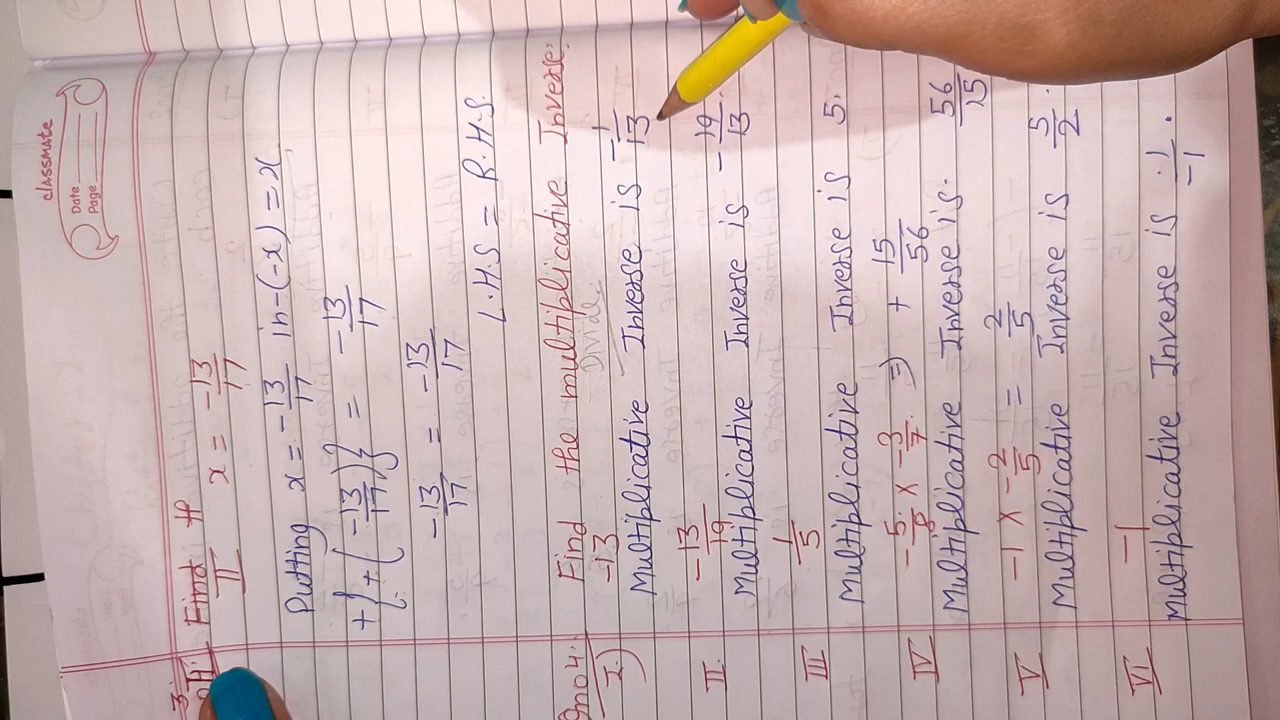 classmate
Date
Page
3. Find #
II x = -13/17
Putting x = -13/17 in -(-x) = x
+{+(-13/17)} = -13/17
-13/17 = -13/17
L.H.S = R.H.S.
Qno4. Find the multiplicative Inverse.
I.) -13
Multiplicative Inverse is -1/13
II. -13/19
Multiplicative Inverse is -19/13.
III 1/5
Multiplicative Inverse is 5.
IV -5/8 x -3/7 => + 15/56
Multiplicative Inverse is. 56/15
V -1 x -2/5 = 2/5
Multiplicative Inverse is 5/2.
VI -1
Multiplicative Inverse is 1/-1.